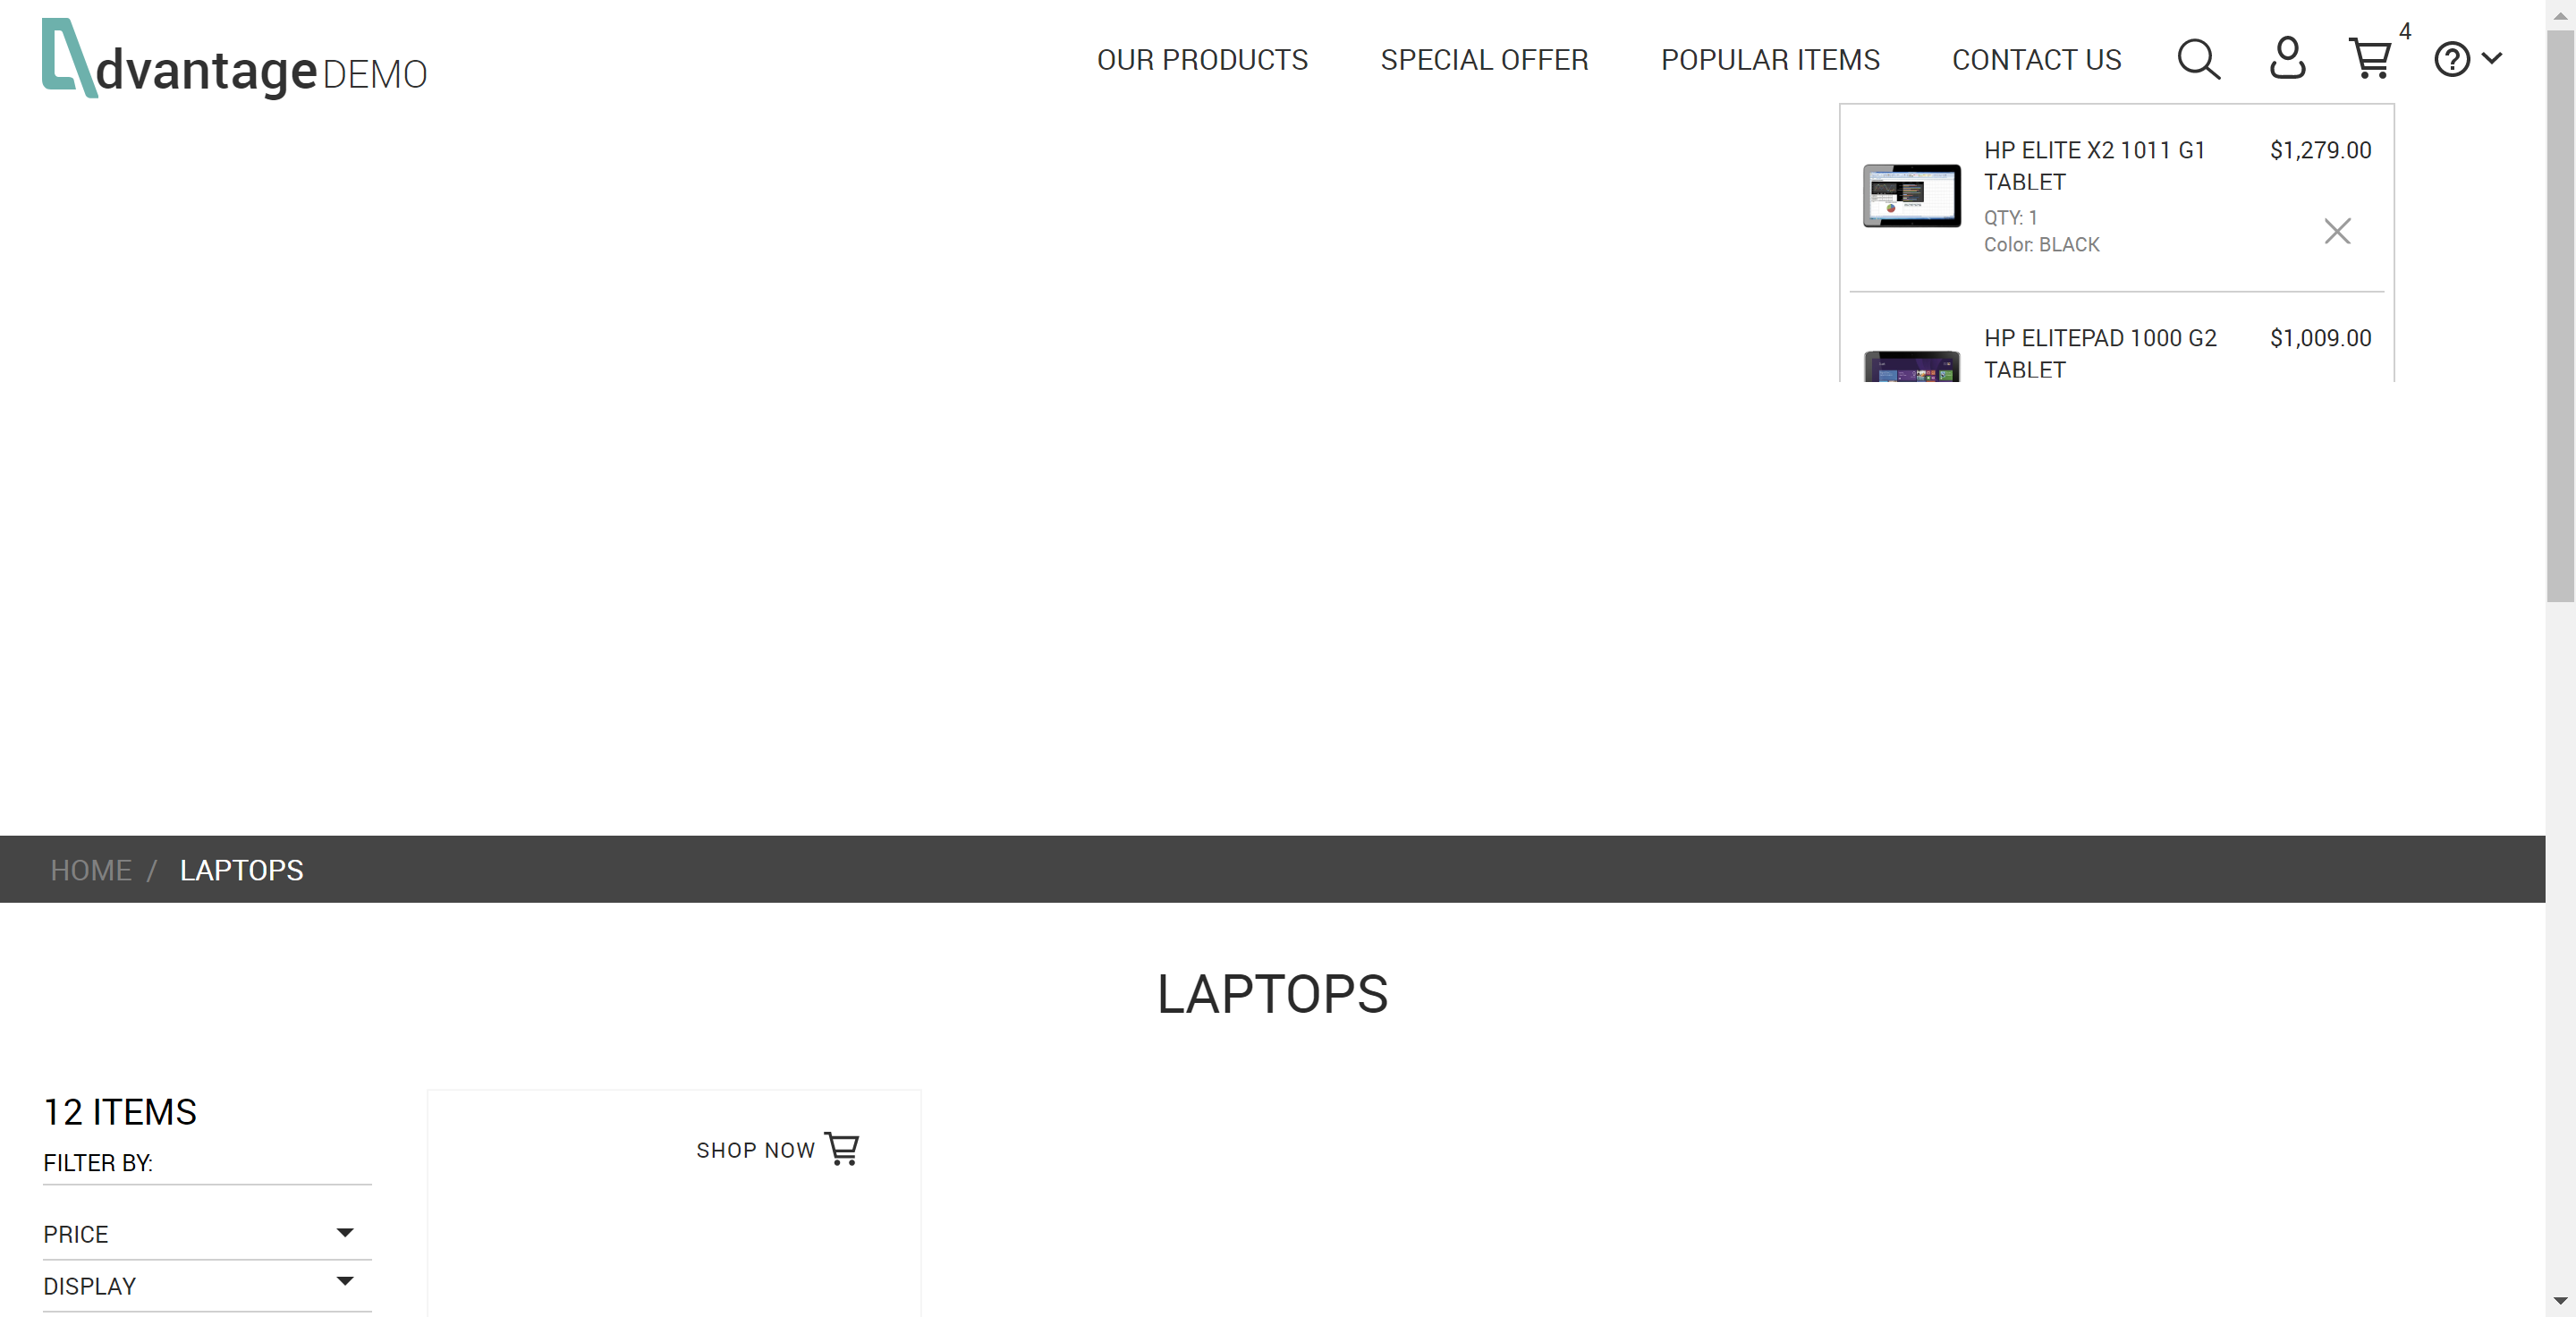 dvantage DEMO
OUR PRODUCTS SPECIAL OFFER POPULAR ITEMS CONTACT US 4
HP ELITE X2 1011 G1 $1,279.00
TABLET
QTY: 1
Color: BLACK
HP ELITEPAD 1000 G2 $1,009.00
TABLET
HOME / LAPTOPS
LAPTOPS
12 ITEMS
FILTER BY:
SHOP NOW
PRICE
DISPLAY